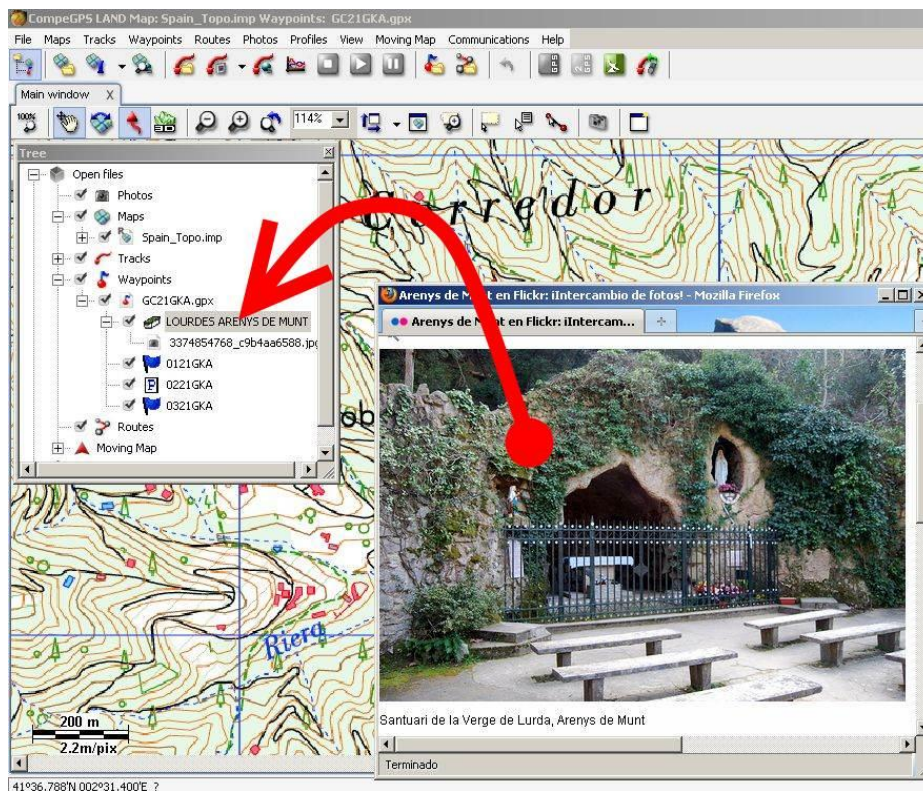 CompeGPS LAND Map: Spain_Topo.imp Waypoints: GC21GKA.gpx
File Maps Tracks Waypoints Routes Photos Profiles View Moving Map Communications Help
Main window X
100%
3D
114%
Tree
Open files
Photos
Maps
Spain_Topo.imp
Tracks
Waypoints
GC21GKA.gpx
LOURDES ARENYS DE MUNT
3374854768_c9b4aa6588.jpg
0121GKA
P 0221GKA
0321GKA
Routes
Moving Map
Corredor
Arenys de Munt en Flickr: ¡Intercambio de fotos! - Mozilla Firefox
Arenys de Munt en Flickr: ¡Intercam...
Santuari de la Verge de Lurda, Arenys de Munt
Terminado
Riera
200 m
2.2m/pix
41°36.788'N 002°31.400'E ?